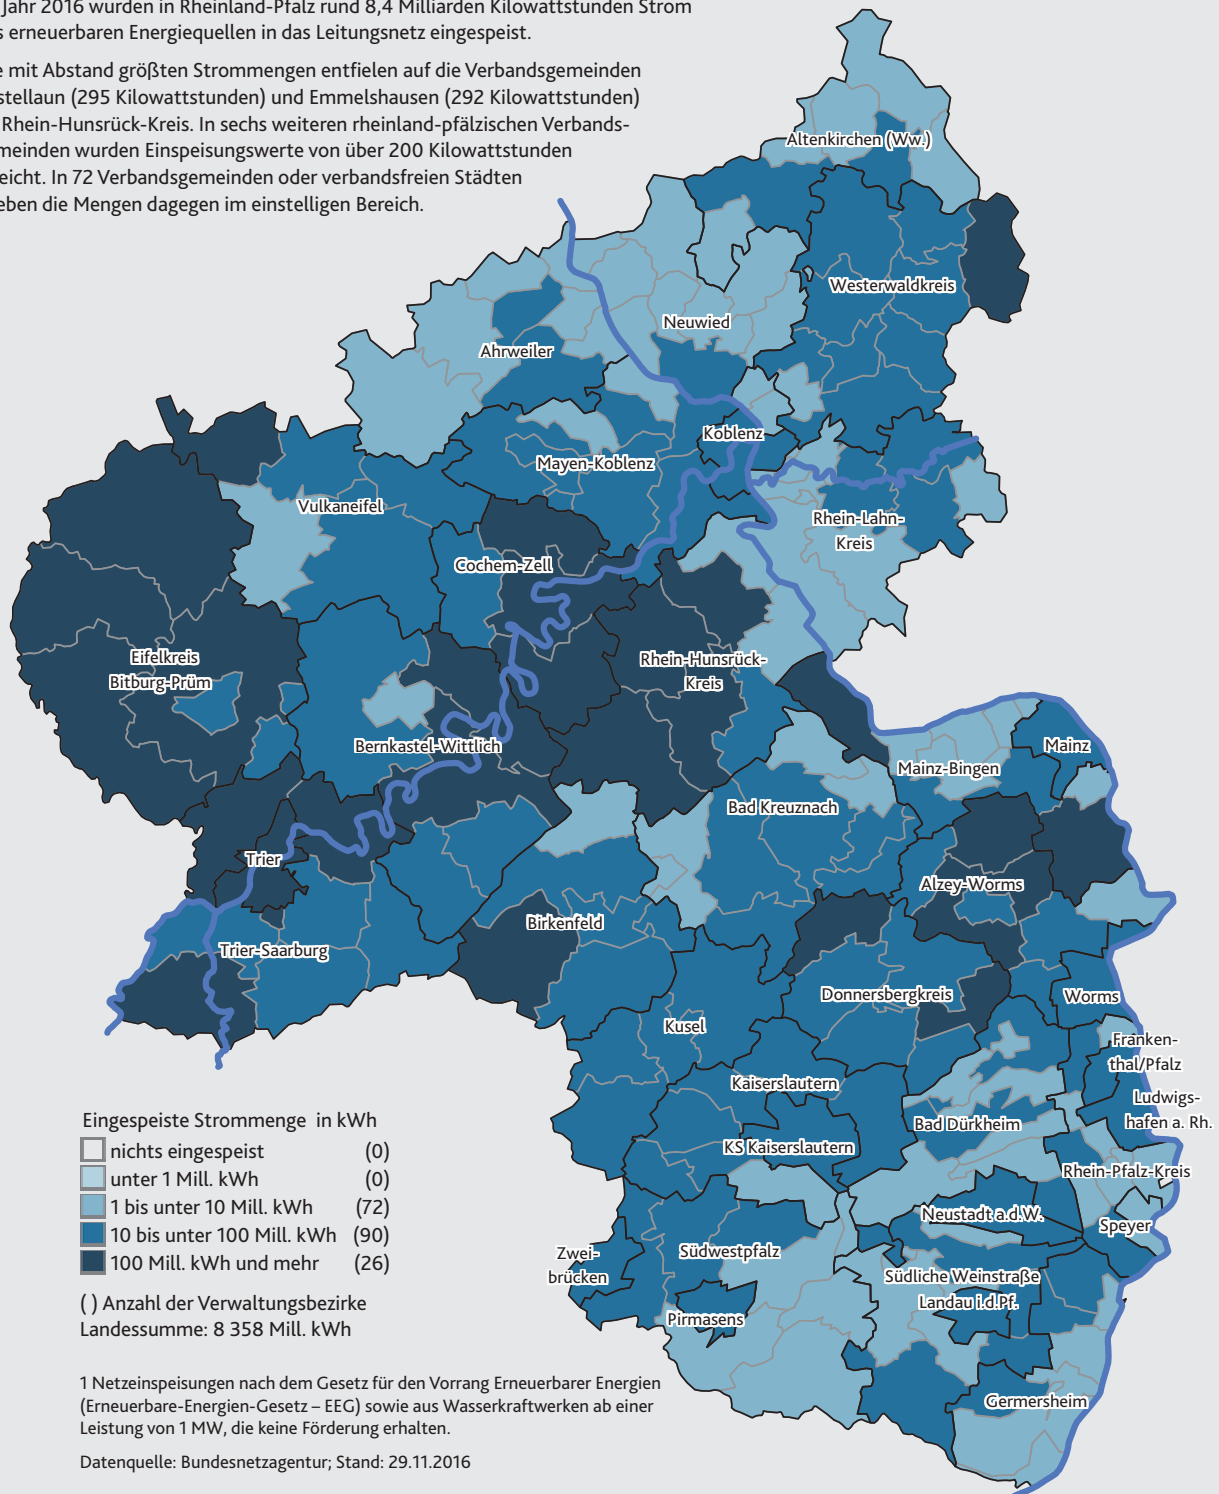 Jahr 2016 wurden in Rheinland-Pfalz rund 8,4 Milliarden Kilowattstunden Strom
s erneuerbaren Energiequellen in das Leitungsnetz eingespeist.
e mit Abstand größten Strommengen entfielen auf die Verbandsgemeinden
stellaun (295 Kilowattstunden) und Emmelshausen (292 Kilowattstunden)
Rhein-Hunsrück-Kreis. In sechs weiteren rheinland-pfälzischen Verbands-
meinden wurden Einspeisungswerte von über 200 Kilowattstunden
eicht. In 72 Verbandsgemeinden oder verbandsfreien Städten
eben die Mengen dagegen im einstelligen Bereich.
Altenkirchen (Ww.)
Westerwaldkreis
Neuwied
Ahrweiler
Koblenz
Mayen-Koblenz
Vulkaneifel
Rhein-Lahn-
Kreis
Cochem-Zell
Eifelkreis
Bitburg-Prüm
Rhein-Hunsrück-
Kreis
Bernkastel-Wittlich
Mainz
Mainz-Bingen
Bad Kreuznach
Trier
Alzey-Worms
Birkenfeld
Trier-Saarburg
Donnersbergkreis
Worms
Kusel
Franken-
thal/Pfalz
Kaiserslautern
Ludwigs-
hafen a. Rh.
Bad Dürkheim
KS Kaiserslautern
Rhein-Pfalz-Kreis
Neustadt a.d.W.
Speyer
Zwei-
brücken
Südwestpfalz
Südliche Weinstraße
Landau i.d.Pf.
Pirmasens
Germersheim
Eingespeiste Strommenge in kWh
nichts eingespeist (0)
unter 1 Mill. kWh (0)
1 bis unter 10 Mill. kWh (72)
10 bis unter 100 Mill. kWh (90)
100 Mill. kWh und mehr (26)
( ) Anzahl der Verwaltungsbezirke
Landessumme: 8 358 Mill. kWh
1 Netzeinspeisungen nach dem Gesetz für den Vorrang Erneuerbarer Energien
(Erneuerbare-Energien-Gesetz – EEG) sowie aus Wasserkraftwerken ab einer
Leistung von 1 MW, die keine Förderung erhalten.
Datenquelle: Bundesnetzagentur; Stand: 29.11.2016